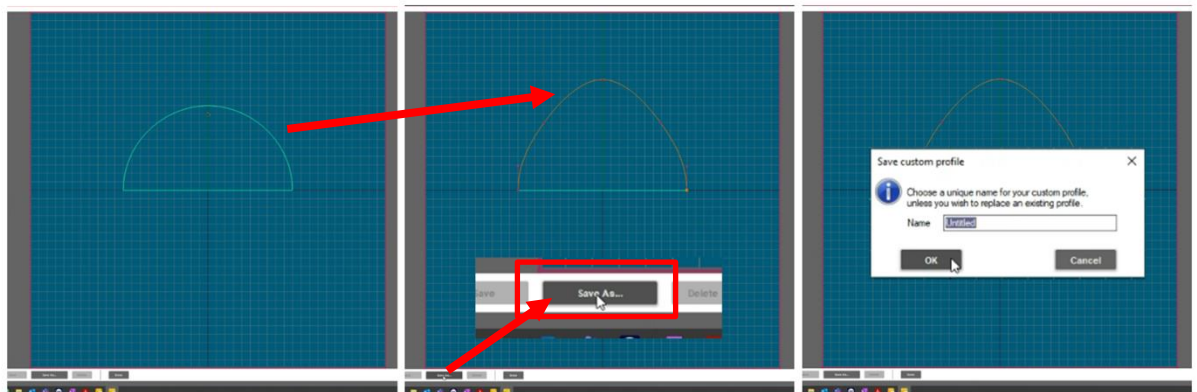 Save
Save As...
Delete
Save custom profile
Choose a unique name for your custom profile,
unless you wish to replace an existing profile.
Name
Untitled
OK
Cancel